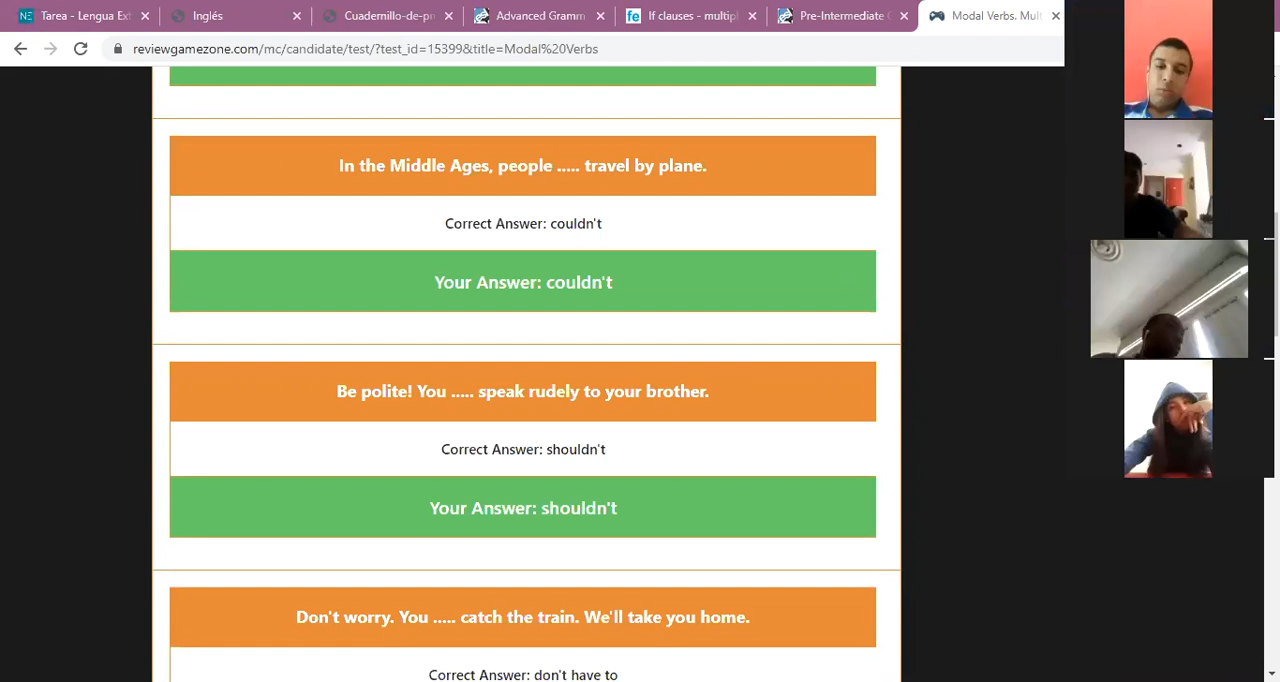 Tarea - Lengua Ext
Inglés
Cuadernillo-de-pr
Advanced Gramm
If clauses - multipl
Pre-Intermediate
Modal Verbs. Mult
reviewgamezone.com/mc/candidate/test/?test_id=15399&title=Modal%20Verbs
In the Middle Ages, people ..... travel by plane.
Correct Answer: couldn't
Your Answer: couldn't
Be polite! You ..... speak rudely to your brother.
Correct Answer: shouldn't
Your Answer: shouldn't
Don't worry. You ..... catch the train. We'll take you home.
Correct Answer: don't have to